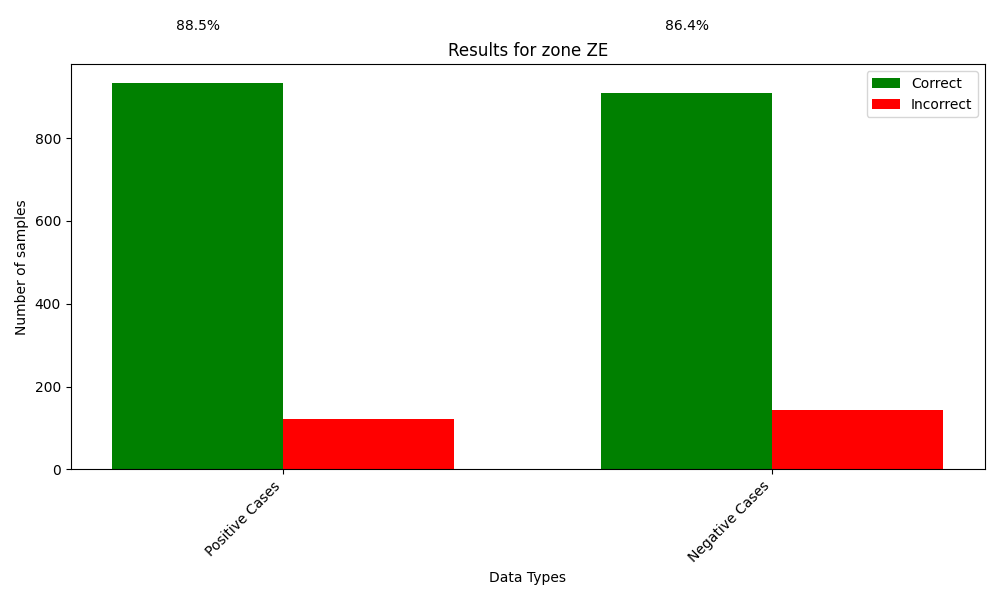 88.5%
86.4%
Results for zone ZE
Correct
Incorrect
Number of samples
800
600
400
200
0
Positive Cases
Negative Cases
Data Types